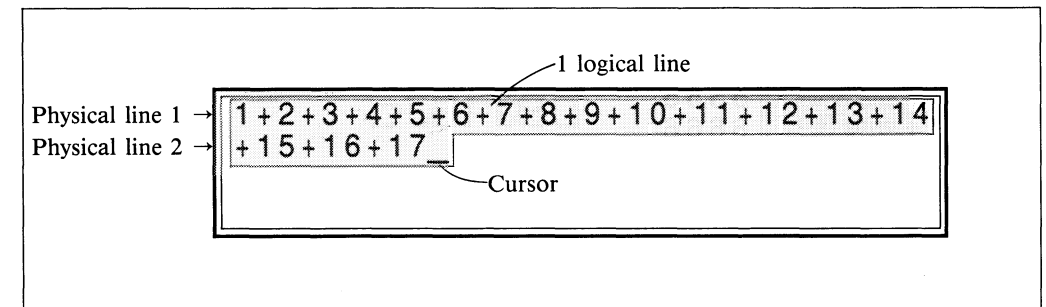 1 logical line
Physical line 1 → 1+2+3+4+5+6+7+8+9+10+11+12+13+14
Physical line 2 → +15+16+17_
Cursor